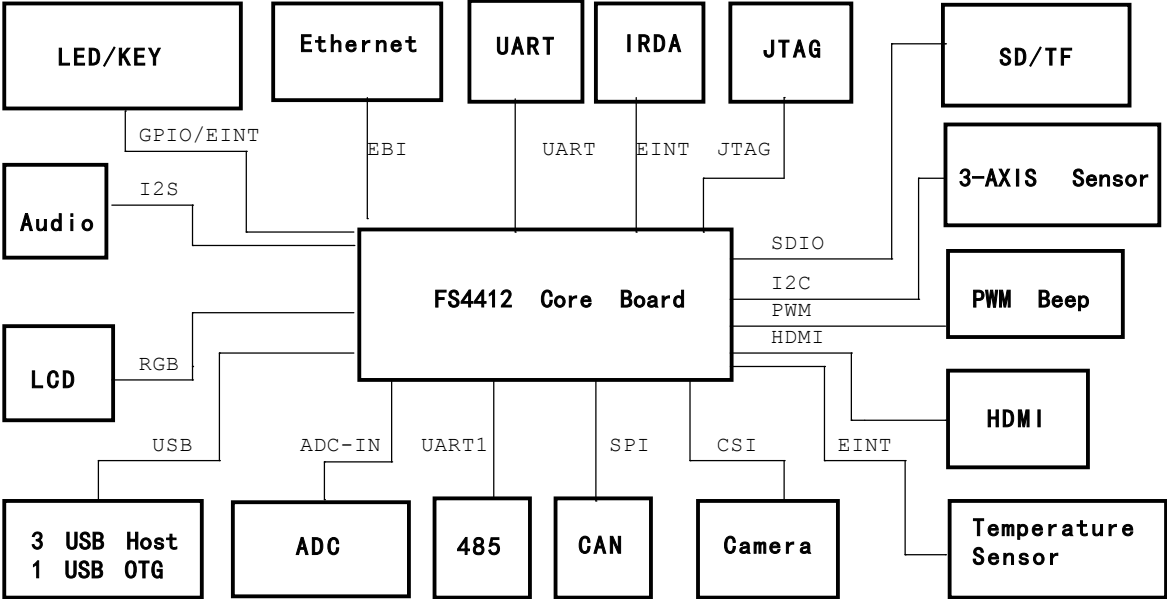 LED/KEY
Ethernet
UART
IRDA
JTAG
SD/TF
GPIO/EINT
EBI
UART
EINT
JTAG
3-AXIS Sensor
Audio
I2S
SDIO
FS4412 Core Board
I2C
PWM
PWM Beep
HDMI
LCD
RGB
HDMI
USB
ADC-IN
UART1
SPI
CSI
EINT
3 USB Host
1 USB OTG
ADC
485
CAN
Camera
Temperature
Sensor